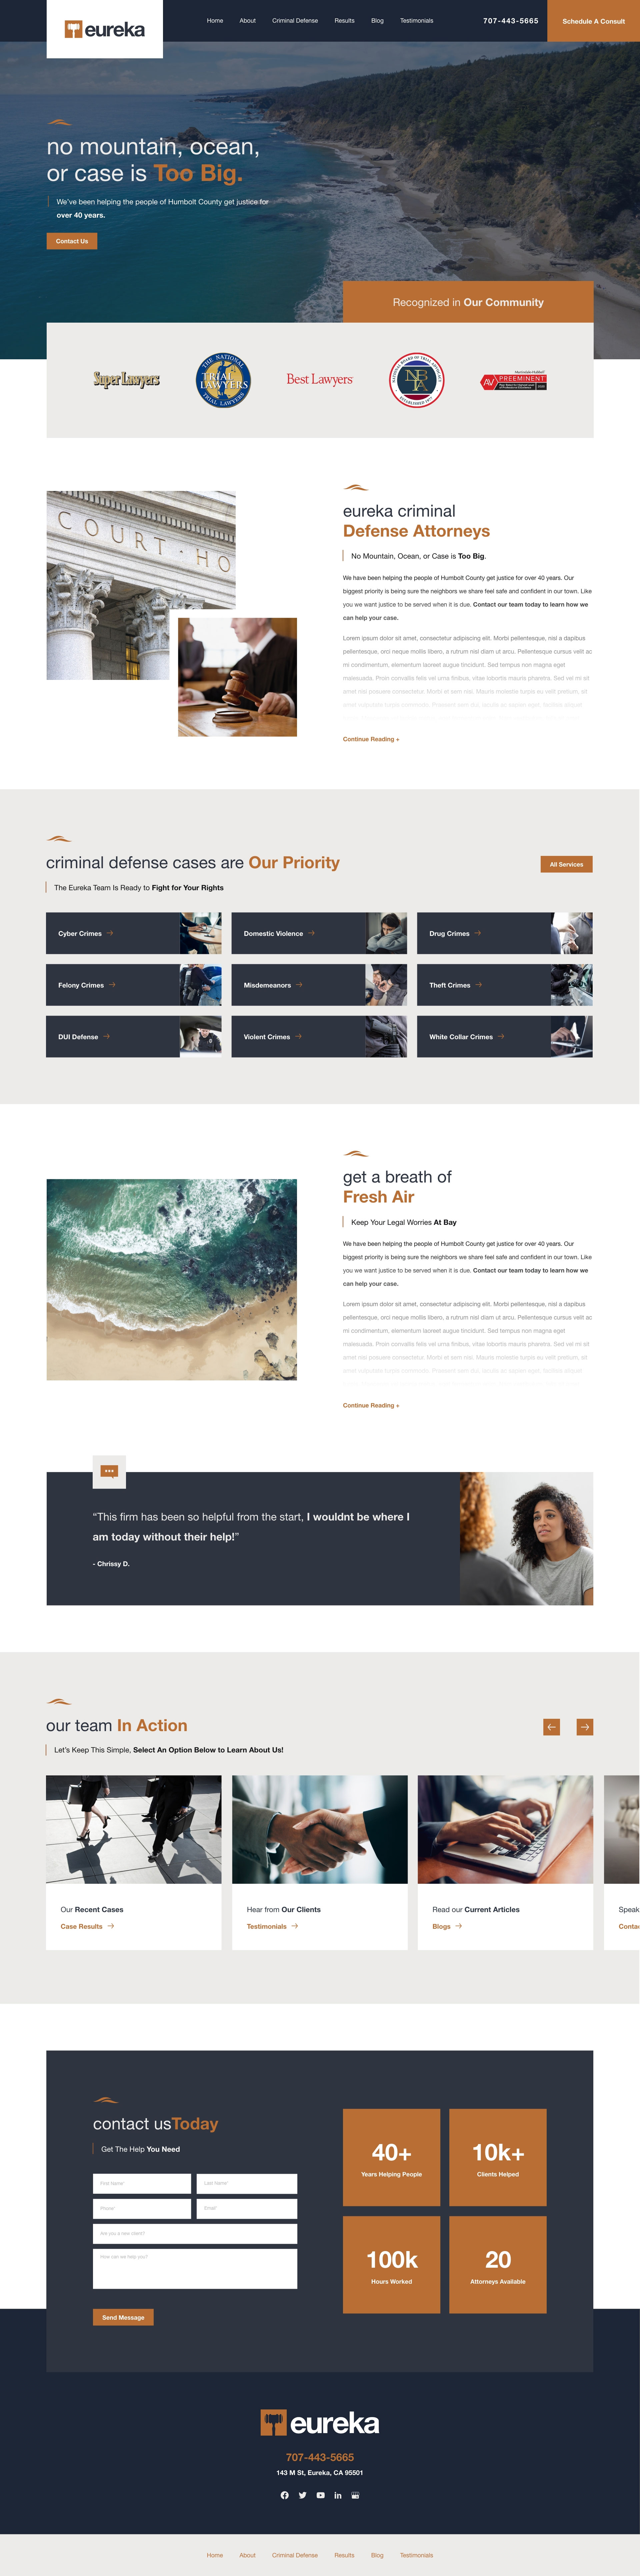 eureka
Home About Criminal Defense Results Blog Testimonials
707-443-5665
Schedule A Consult
no mountain, ocean,
or case is Too Big.
We've been helping the people of Humbolt County get justice for
over 40 years.
Contact Us
Recognized in Our Community
Super Lawyers
THE NATIONAL
TRIAL
LAWYERS
TRIAL LAWYERS
Best Lawyers
NATIONAL BOARD OF TRIAL ADVOCACY
NBTA
Martindale-Hubbell
AV PREEMINENT
COURT·HO
eureka criminal
Defense Attorneys
No Mountain, Ocean, or Case is Too Big.
We have been helping the people of Humbolt County get justice for over 40 years. Our
biggest priority is being sure the neighbors we share feel safe and confident in our town. Like
you we want justice to be served when it is due. Contact our team today to learn how we
can help your case.
Lorem ipsum dolor sit amet, consectetur adipiscing elit. Morbi pellentesque, nisl a dapibus
pellentesque, orci neque mollis libero, a rutrum nisl diam ut arcu. Pellentesque cursus velit ac
mi condimentum, elementum laoreet augue tincidunt. Sed tempus non magna eget
malesuada. Proin convallis felis vel urna finibus, vitae lobortis mauris pharetra. Sed vel mi sit
amet nisi posuere consectetur. Morbi et sem nisi. Mauris molestie turpis eu velit pretium, sit
Continue Reading +
criminal defense cases are Our Priority
All Services
The Eureka Team Is Ready to Fight for Your Rights
Cyber Crimes
Domestic Violence
Drug Crimes
Felony Crimes
Misdemeanors
Theft Crimes
DUI Defense
Violent Crimes
White Collar Crimes
get a breath of
Fresh Air
Keep Your Legal Worries At Bay
We have been helping the people of Humbolt County get justice for over 40 years. Our
biggest priority is being sure the neighbors we share feel safe and confident in our town. Like
you we want justice to be served when it is due. Contact our team today to learn how we
can help your case.
Lorem ipsum dolor sit amet, consectetur adipiscing elit. Morbi pellentesque, nisl a dapibus
pellentesque, orci neque mollis libero, a rutrum nisl diam ut arcu. Pellentesque cursus velit ac
mi condimentum, elementum laoreet augue tincidunt. Sed tempus non magna eget
malesuada. Proin convallis felis vel urna finibus, vitae lobortis mauris pharetra. Sed vel mi sit
amet nisi posuere consectetur. Morbi et sem nisi. Mauris molestie turpis eu velit pretium, sit
Continue Reading +
“This firm has been so helpful from the start, I wouldnt be where I
am today without their help!”
- Chrissy D.
our team In Action
Let's Keep This Simple, Select An Option Below to Learn About Us!
Our Recent Cases
Case Results
Hear from Our Clients
Testimonials
Read our Current Articles
Blogs
Speak
Conta
contact usToday
Get The Help You Need
First Name*
Last Name*
Phone*
Email*
Are you a new client?
How can we help you?
Send Message
40+
Years Helping People
10k+
Clients Helped
100k
Hours Worked
20
Attorneys Available
eureka
707-443-5665
143 M St, Eureka, CA 95501
Home About Criminal Defense Results Blog Testimonials